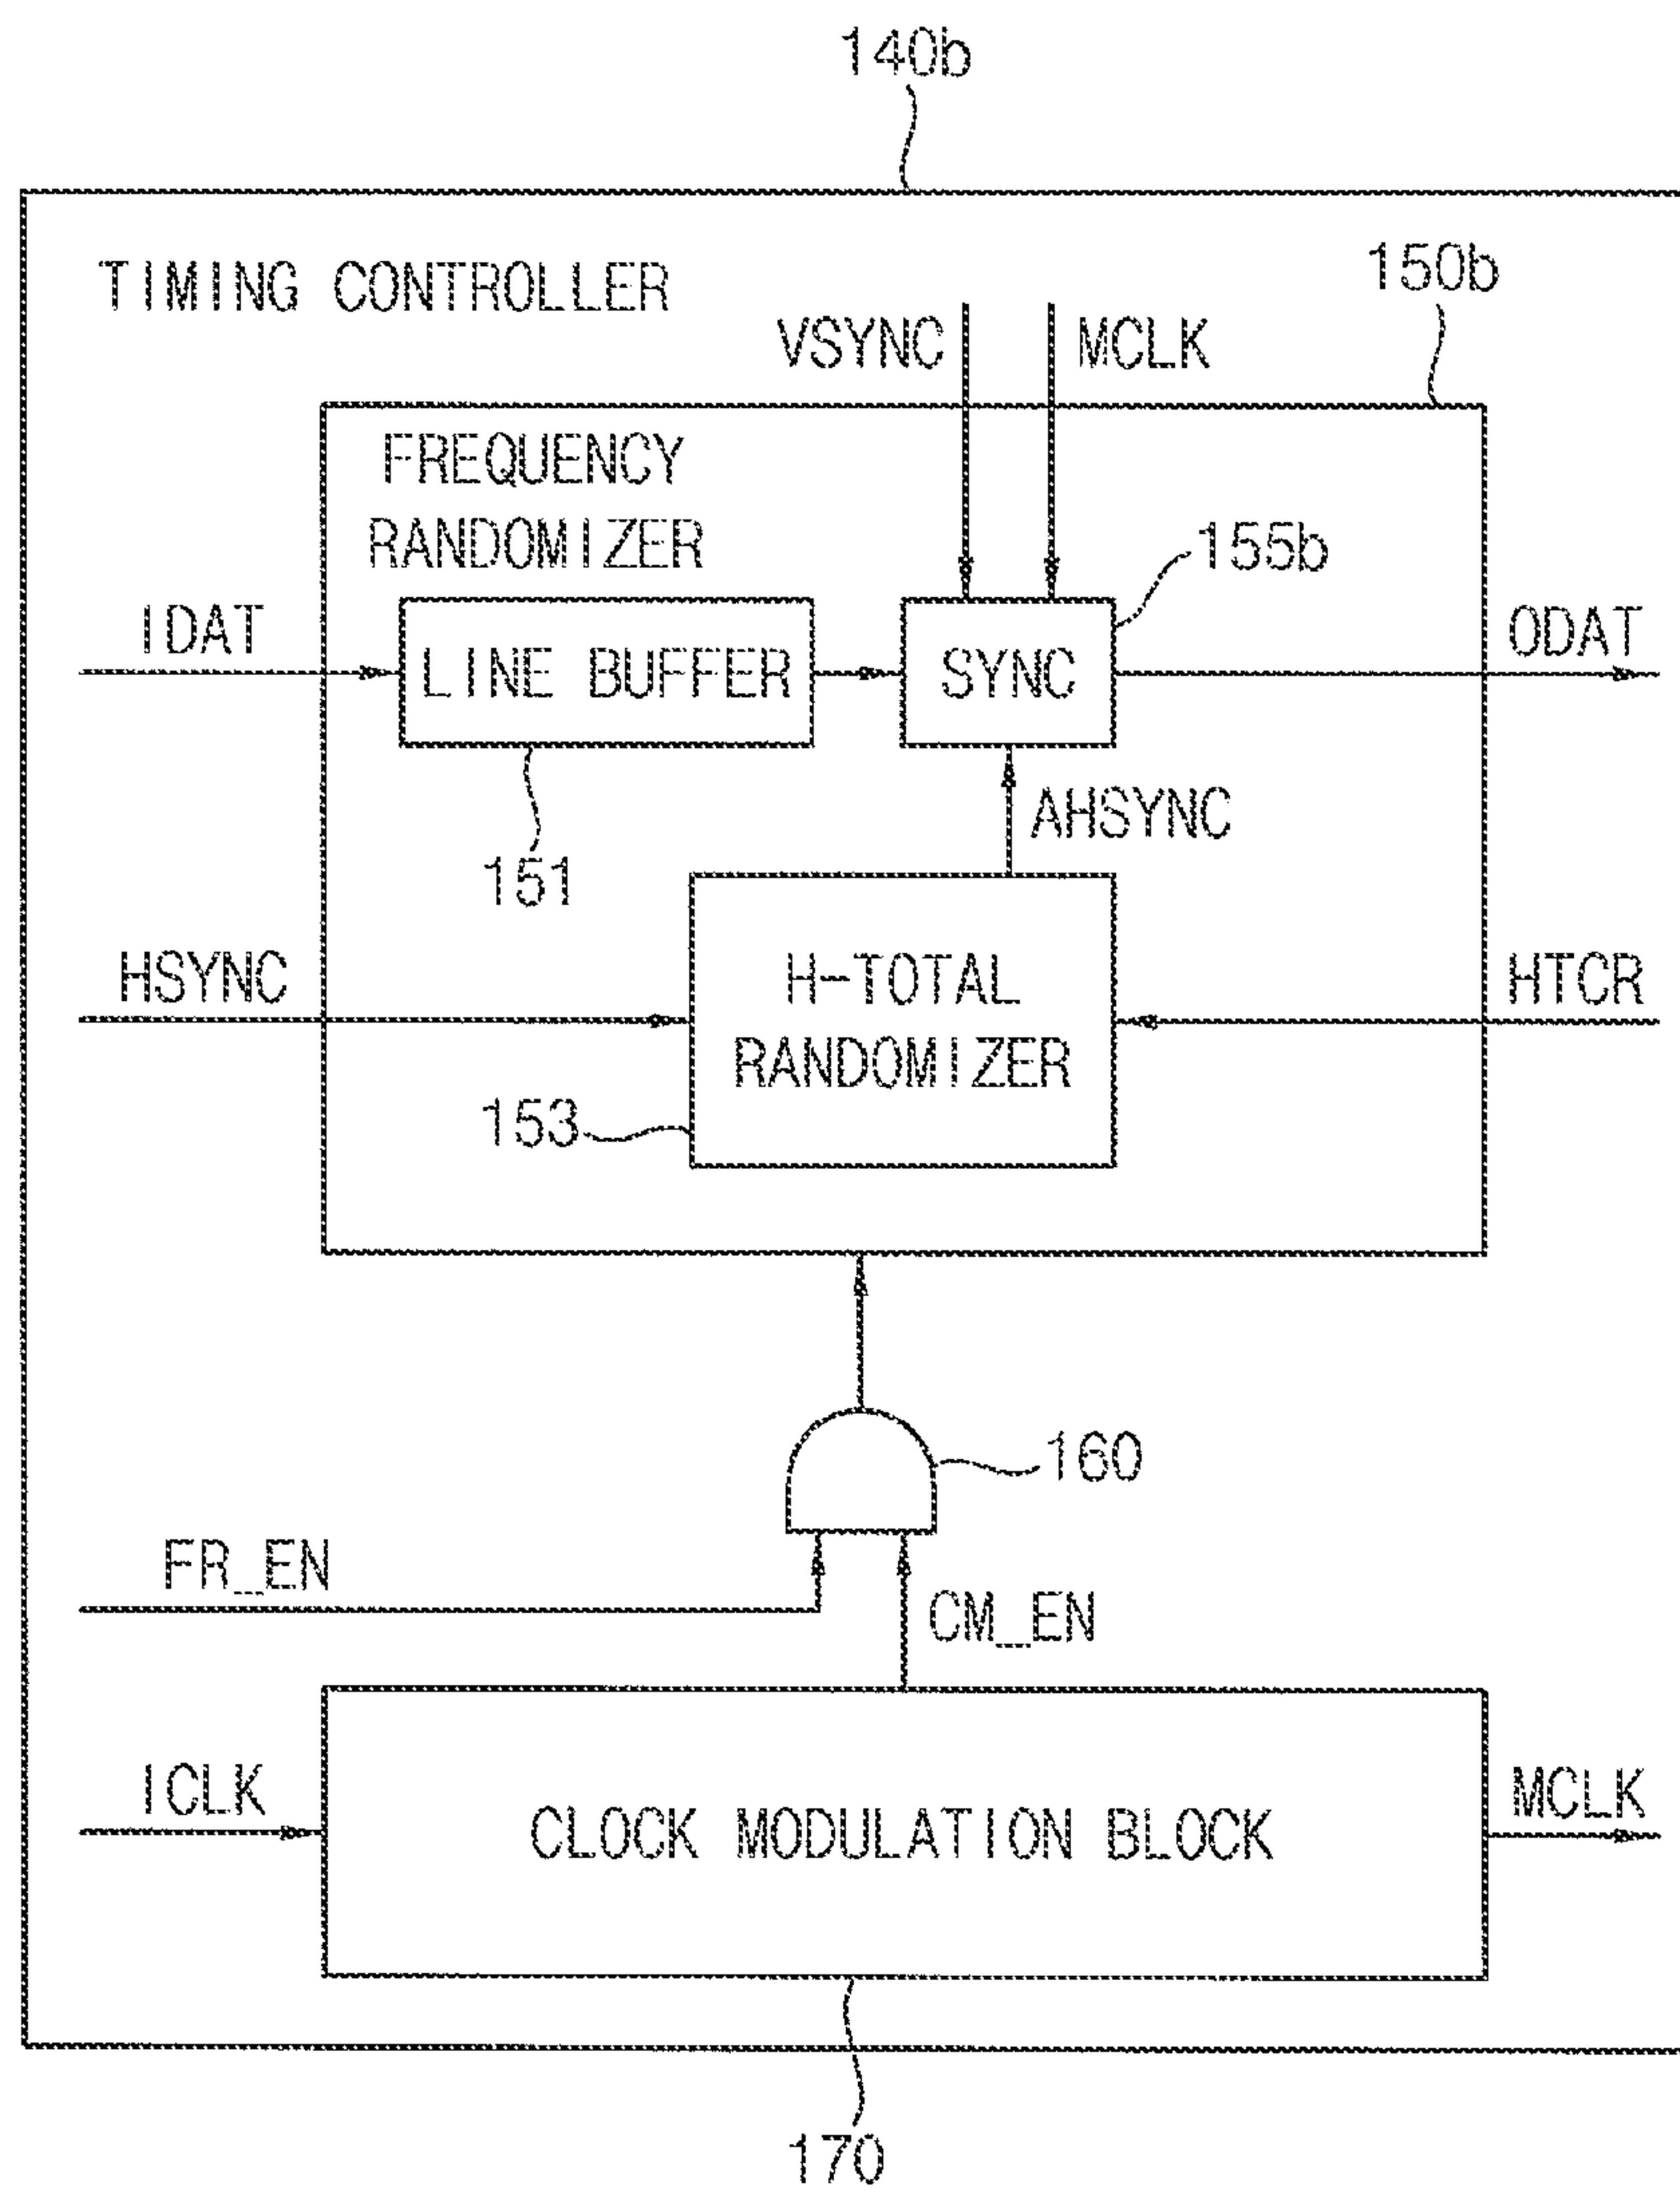 140b
TIMING CONTROLLER
150b
VSYNC
MCLK
FREQUENCY
RANDOMIZER
155b
IDAT
LINE BUFFER
SYNC
ODAT
AHSYNC
151
HSYNC
H-TOTAL
RANDOMIZER
HTCR
153
160
FR_EN
CM_EN
ICLK
CLOCK MODULATION BLOCK
MCLK
170